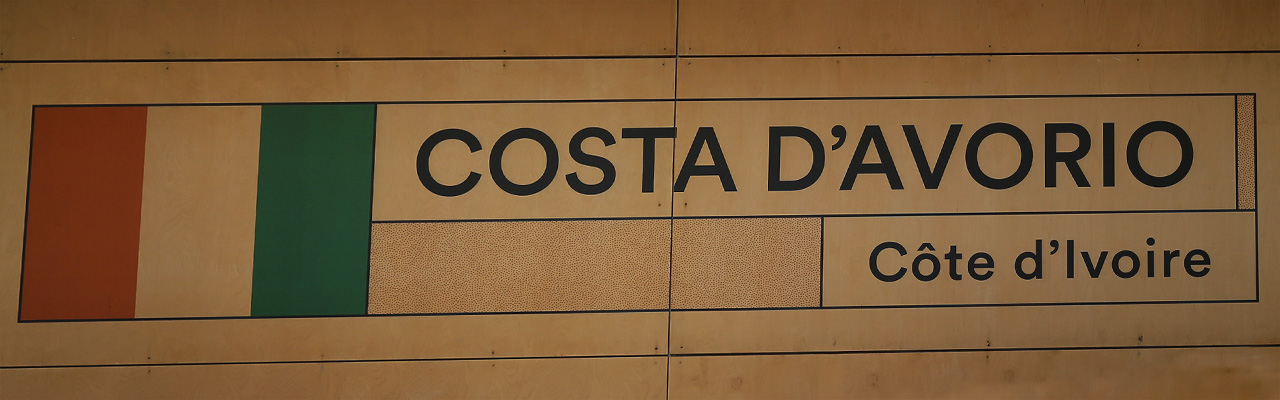 COSTA D’AVORIO
Côte d’Ivoire